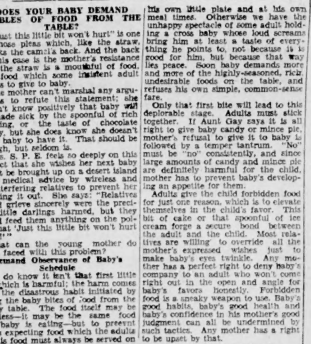 DOES YOUR BABY DEMAND
BLES OF FOOD FROM THE
TABLE?
ust this little bit won't hurt" is one
hose pleas which, like the straw,
ks the camel's back. And the back
his case is the mother's resistance
the straw is a mouthful of food,
food which some insistent adult
s to give to baby.
e mother can marshal any argu-
s to refute this statement; she
n't know positively that baby will
ade sick by the spoonful of rich
ng, or the taste of chocolate
y, but she does know she doesn't
baby to have it. That should be
h, but seldom is.
s. S. P. R. feels so deeply on this
ct that she wishes her next baby
be brought up on a desert island
medical advice by wireless and
terfering relatives to prevent her
ing it out. She says: "Relatives
grieves sincerely were the preci-
little darlings harmed, but they
l feed them anything on the pol-
at 'Just this little bit won't hurt
!'"
hat can the young mother do
faced with this problem?
emand Observance of Baby's
Schedule
do know it isn't that first little
which is harmful; the harm comes
the disastrous habit initiated by
ng the baby bites of food from the
y table. The food itself may be
less—it may be the same food
baby is eating—but to prevent
expecting food which the adults
is food must always be served on
his own little plate and at his own
meal times. Otherwise we have the
unhappy spectacle of some adult hold-
ing a cross baby whose loud screams
bring him at least a taste of every-
thing he points to, not because it is
good for him, but because that way
lies peace. Soon baby demands more
and more of the highly-seasoned, rich,
undesirable foods on the table, and
refuses his own simple, common-sense
fare.
Only that first bite will lead to this
deplorable stage. Adults must stick
together. If Aunt Gay says it is all
right to give baby candy or mince pie,
mother's refusal to give it to baby is
followed by a temper tantrum. "No"
must be "no" consistently, and since
large amounts of candy and mince pie
are definitely harmful for the child,
mother has to prevent baby's develop-
ing an appetite for them.
Adults give the child forbidden food
for just one reason, which is to elevate
themselves in the child's favor. This
bit of cake or that spoonful of ice
cream forge a secret bond between
the adult and the child. Most rela-
tives are willing to override all the
mother's expressed wishes just to
make baby's eyes twinkle. Any mo-
ther has a perfect right to deny baby's
company to an adult who won't come
right out in the open and angle for
baby's favors honestly. Forbidden
food is a sneaky weapon to use. Baby's
good habits, baby's good health and
baby's confidence in his mother's good
judgment can all be undermined by
such tactics. Any mother has a right
to be upset by that.